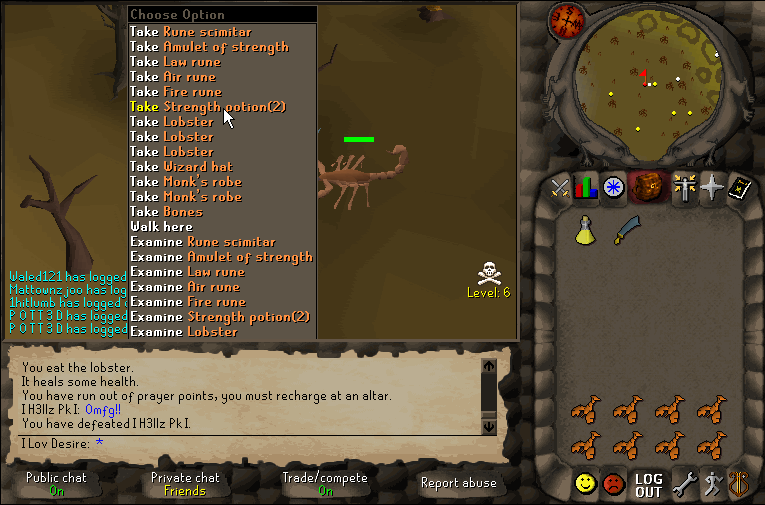 Choose Option
Take Rune scimitar
Take Amulet of strength
Take Law rune
Take Air rune
Take Fire rune
Take Strength potion(2)
Take Lobster
Take Lobster
Take Lobster
Take Wizard hat
Take Monk's robe
Take Monk's robe
Take Bones
Walk here
Examine Rune scimitar
Examine Amulet of strength
Examine Law rune
Examine Air rune
Examine Fire rune
Examine Strength potion(2)
Examine Lobster
Waled121 has logged
Mattounz joo has log
1hitlumb has logged
P 0 T T 3 D has logged
P 0 T T 3 D has logged
Level: 6
You eat the lobster.
It heals some health.
You have run out of prayer points, you must recharge at an altar.
I H3llz Pk I: Omfg!!
You have defeated I H3llz Pk I.
I Lov Desire: *
Public chat
On
Private chat
Friends
Trade/compete
On
Report abuse
LOG
OUT